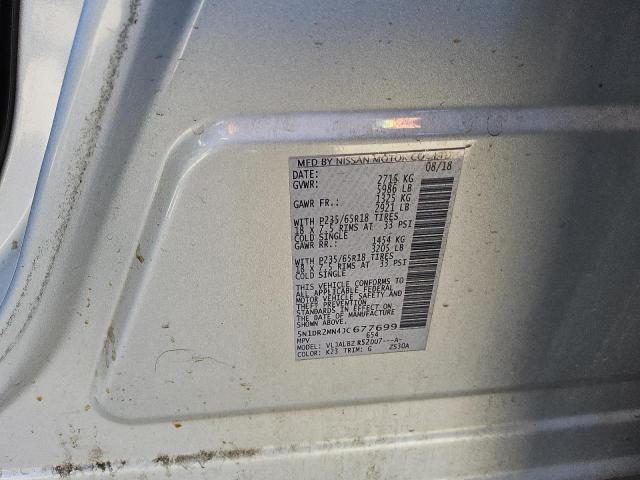 MFD BY NISSAN MOTOR CO., LTD.
DATE: 08/18
GVWR: 2715 KG
5986 LB
GAWR FR.: 1325 KG
2921 LB
WITH P235/65R18 TIRES
18 X 7.5 RIMS AT 33 PSI
COLD SINGLE
GAWR RR.: 1454 KG
3205 LB
WITH P235/65R18 TIRES
18 X 7.5 RIMS AT 33 PSI
COLD SINGLE
THIS VEHICLE CONFORMS TO
ALL APPLICABLE FEDERAL
MOTOR VEHICLE SAFETY AND
THEFT PREVENTION
STANDARDS IN EFFECT ON
THE DATE OF MANUFACTURE
SHOWN ABOVE.
5N1DR2MN4JC677699
MPV 654
MODEL: VLJALBZ RS2DU7---A-
COLOR: K23 TRIM: G ZS30A